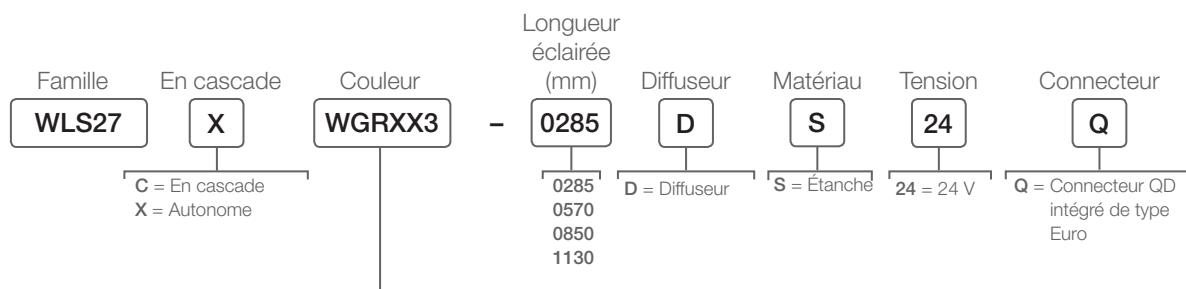 Famille
En cascade
Couleur
Longueur
éclairée
(mm)
Diffuseur
Matériau
Tension
Connecteur
WLS27
X
WGRXX3
–
0285
D
S
24
Q
C = En cascade
X = Autonome
0285
0570
0850
1130
D = Diffuseur
S = Étanche
24 = 24 V
Q = Connecteur QD
intégré de type
Euro